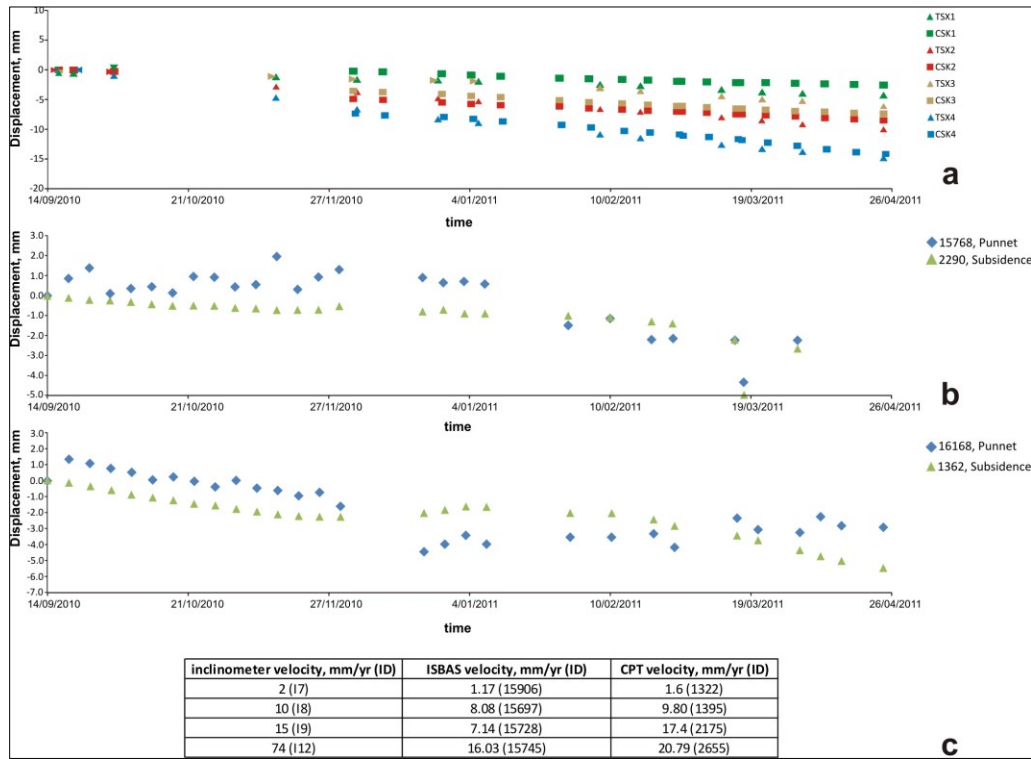 10
5
0
-5
-10
-15
-20
Displacement, mm
14/09/2010 21/10/2010 27/11/2010 4/01/2011 10/02/2011 19/03/2011 26/04/2011
time
TSX1
CSK1
TSX2
CSK2
TSX3
CSK3
TSX4
CSK4
a
3.0
2.0
1.0
0.0
-1.0
-2.0
-3.0
-4.0
-5.0
Displacement, mm
14/09/2010 21/10/2010 27/11/2010 4/01/2011 10/02/2011 19/03/2011 26/04/2011
time
15768, Punnet
2290, Subsidence
b
3.0
2.0
1.0
0.0
-1.0
-2.0
-3.0
-4.0
-5.0
-6.0
-7.0
Displacement, mm
14/09/2010 21/10/2010 27/11/2010 4/01/2011 10/02/2011 19/03/2011 26/04/2011
time
16168, Punnet
1362, Subsidence
inclinometer velocity, mm/yr (ID) ISBAS velocity, mm/yr (ID) CPT velocity, mm/yr (ID)
2 (I7) 1.17 (15906) 1.6 (1322)
10 (I8) 8.08 (15697) 9.80 (1395)
15 (I9) 7.14 (15728) 17.4 (2175)
74 (I12) 16.03 (15745) 20.79 (2655)
c